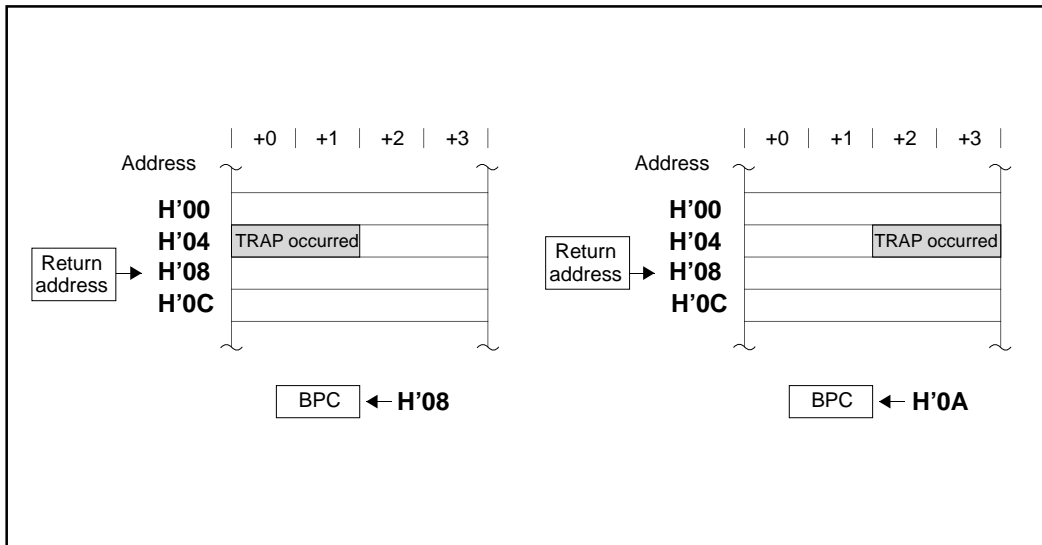 +0 +1 +2 +3
Address
H’00
H’04 TRAP occurred
Return address
H’08
H’0C
BPC H’08
+0 +1 +2 +3
Address
H’00
H’04 TRAP occurred
Return address
H’08
H’0C
BPC H’0A